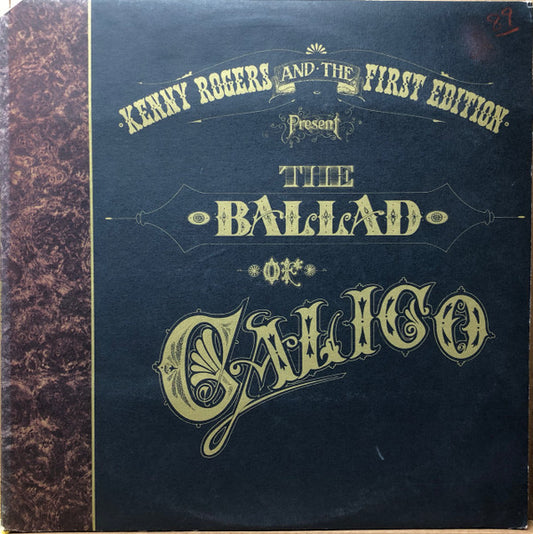 KENNY ROGERS AND · THE FIRST EDITION
Present
THE
BALLAD
OF
CALICO